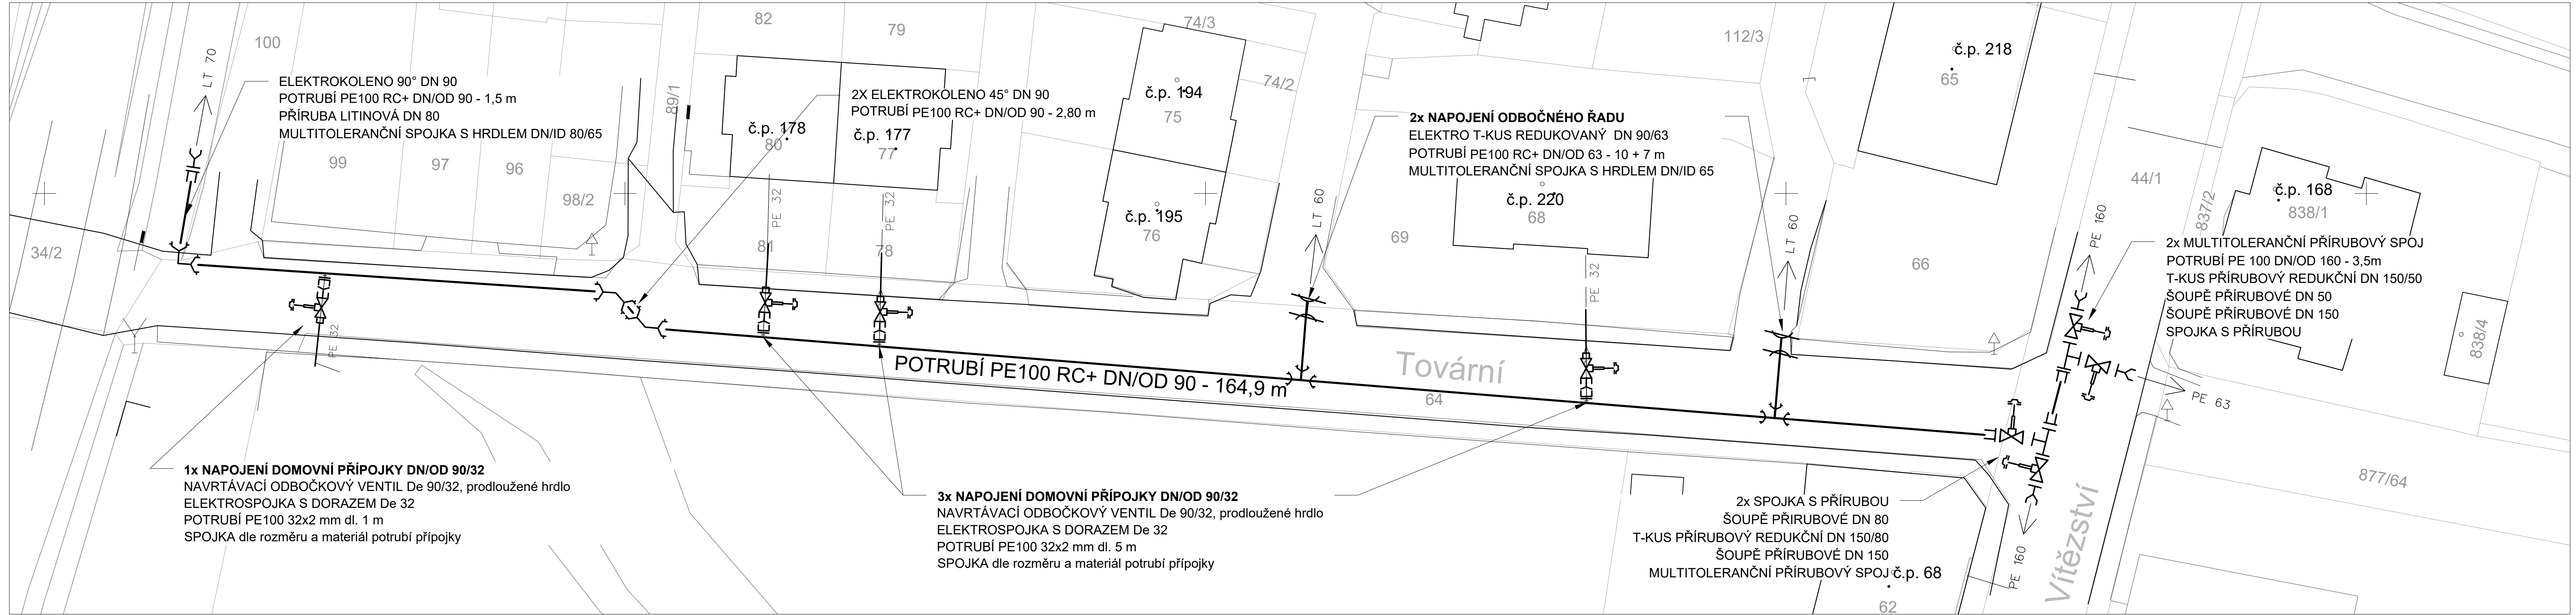 82
79
74/3
112/3
č.p. 218
65
100
LT 70
ELEKTROKOLENO 90° DN 90
POTRUBÍ PE100 RC+ DN/OD 90 - 1,5 m
PŘÍRUBA LITINOVÁ DN 80
MULTITOLERANČNÍ SPOJKA S HRDLEM DN/ID 80/65
89/1
2X ELEKTROKOLENO 45° DN 90
POTRUBÍ PE100 RC+ DN/OD 90 - 2,80 m
74/2
č.p. 194
75
č.p. 178
80
č.p. 177
77
2x NAPOJENÍ ODBOČNÉHO ŘADU
ELEKTRO T-KUS REDUKOVANÝ DN 90/63
POTRUBÍ PE100 RC+ DN/OD 63 - 10 + 7 m
MULTITOLERANČNÍ SPOJKA S HRDLEM DN/ID 65
99
97
96
98/2
44/1
837/2
č.p. 168
838/1
č.p. 220
68
č.p. 195
76
PE 32
PE 32
LT 60
LT 60
PE 160
34/2
81
78
69
66
PE 32
2x MULTITOLERANČNÍ PŘÍRUBOVÝ SPOJ
POTRUBÍ PE 100 DN/OD 160 - 3,5m
T-KUS PŘÍRUBOVÝ REDUKČNÍ DN 150/50
ŠOUPĚ PŘÍRUBOVÉ DN 50
ŠOUPĚ PŘÍRUBOVÉ DN 150
SPOJKA S PŘÍRUBOU
838/4
PE 32
POTRUBÍ PE100 RC+ DN/OD 90 - 164,9 m
Tovární
64
PE 63
1x NAPOJENÍ DOMOVNÍ PŘÍPOJKY DN/OD 90/32
NAVRTÁVACÍ ODBOČKOVÝ VENTIL De 90/32, prodloužené hrdlo
ELEKTROSPOJKA S DORAZEM De 32
POTRUBÍ PE100 32x2 mm dl. 1 m
SPOJKA dle rozměru a materiál potrubí přípojky
3x NAPOJENÍ DOMOVNÍ PŘÍPOJKY DN/OD 90/32
NAVRTÁVACÍ ODBOČKOVÝ VENTIL De 90/32, prodloužené hrdlo
ELEKTROSPOJKA S DORAZEM De 32
POTRUBÍ PE100 32x2 mm dl. 5 m
SPOJKA dle rozměru a materiál potrubí přípojky
2x SPOJKA S PŘÍRUBOU
ŠOUPĚ PŘIRUBOVÉ DN 80
T-KUS PŘÍRUBOVÝ REDUKČNÍ DN 150/80
ŠOUPĚ PŘÍRUBOVÉ DN 150
MULTITOLERANČNÍ PŘÍRUBOVÝ SPOJ
č.p. 68
62
PE 160
Vítězství
877/64